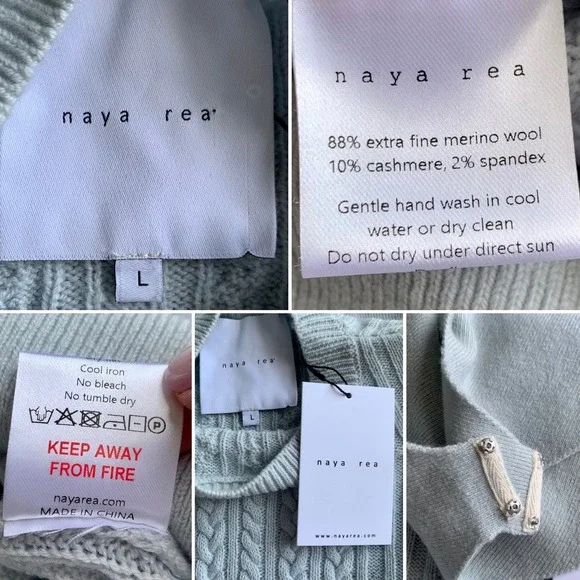 naya rea
L
naya rea
88% extra fine merino wool
10% cashmere, 2% spandex
Gentle hand wash in cool
water or dry clean
Do not dry under direct sun
Cool iron
No bleach
No tumble dry
P
KEEP AWAY
FROM FIRE
nayarea.com
MADE IN CHINA
naya rea
L
naya rea
www.nayarea.com